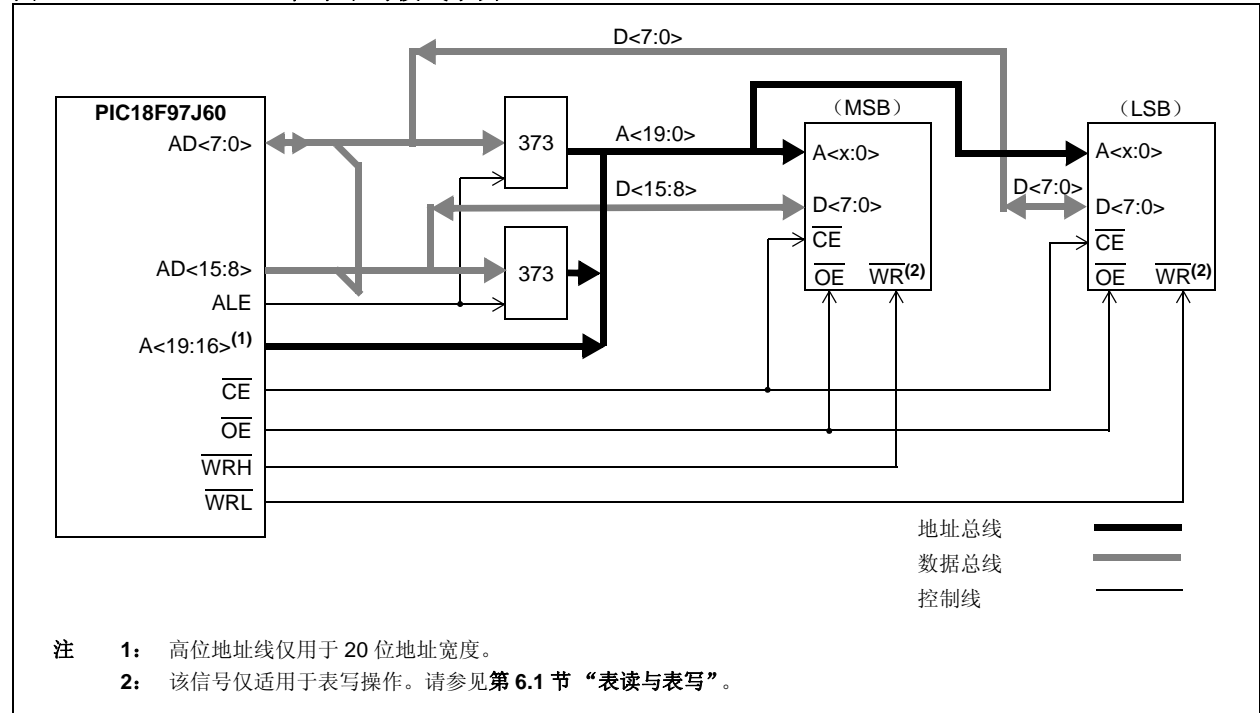 D<7:0>
PIC18F97J60
AD<7:0>
373
A<19:0>
（MSB）
A<x:0>
D<7:0>
CE
OE
WR(2)
（LSB）
A<x:0>
D<7:0>
D<7:0>
CE
OE
WR(2)
D<15:8>
AD<15:8>
373
ALE
A<19:16>(1)
CE
OE
WRH
WRL
地址总线
数据总线
控制线
注 1： 高位地址线仅用于 20 位地址宽度。
2： 该信号仅适用于表写操作。请参见第 6.1 节 “表读与表写”。